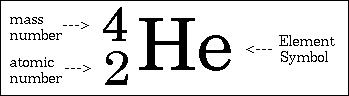 mass
number
--->
4
atomic
number
--->
2
He
<---
Element
Symbol